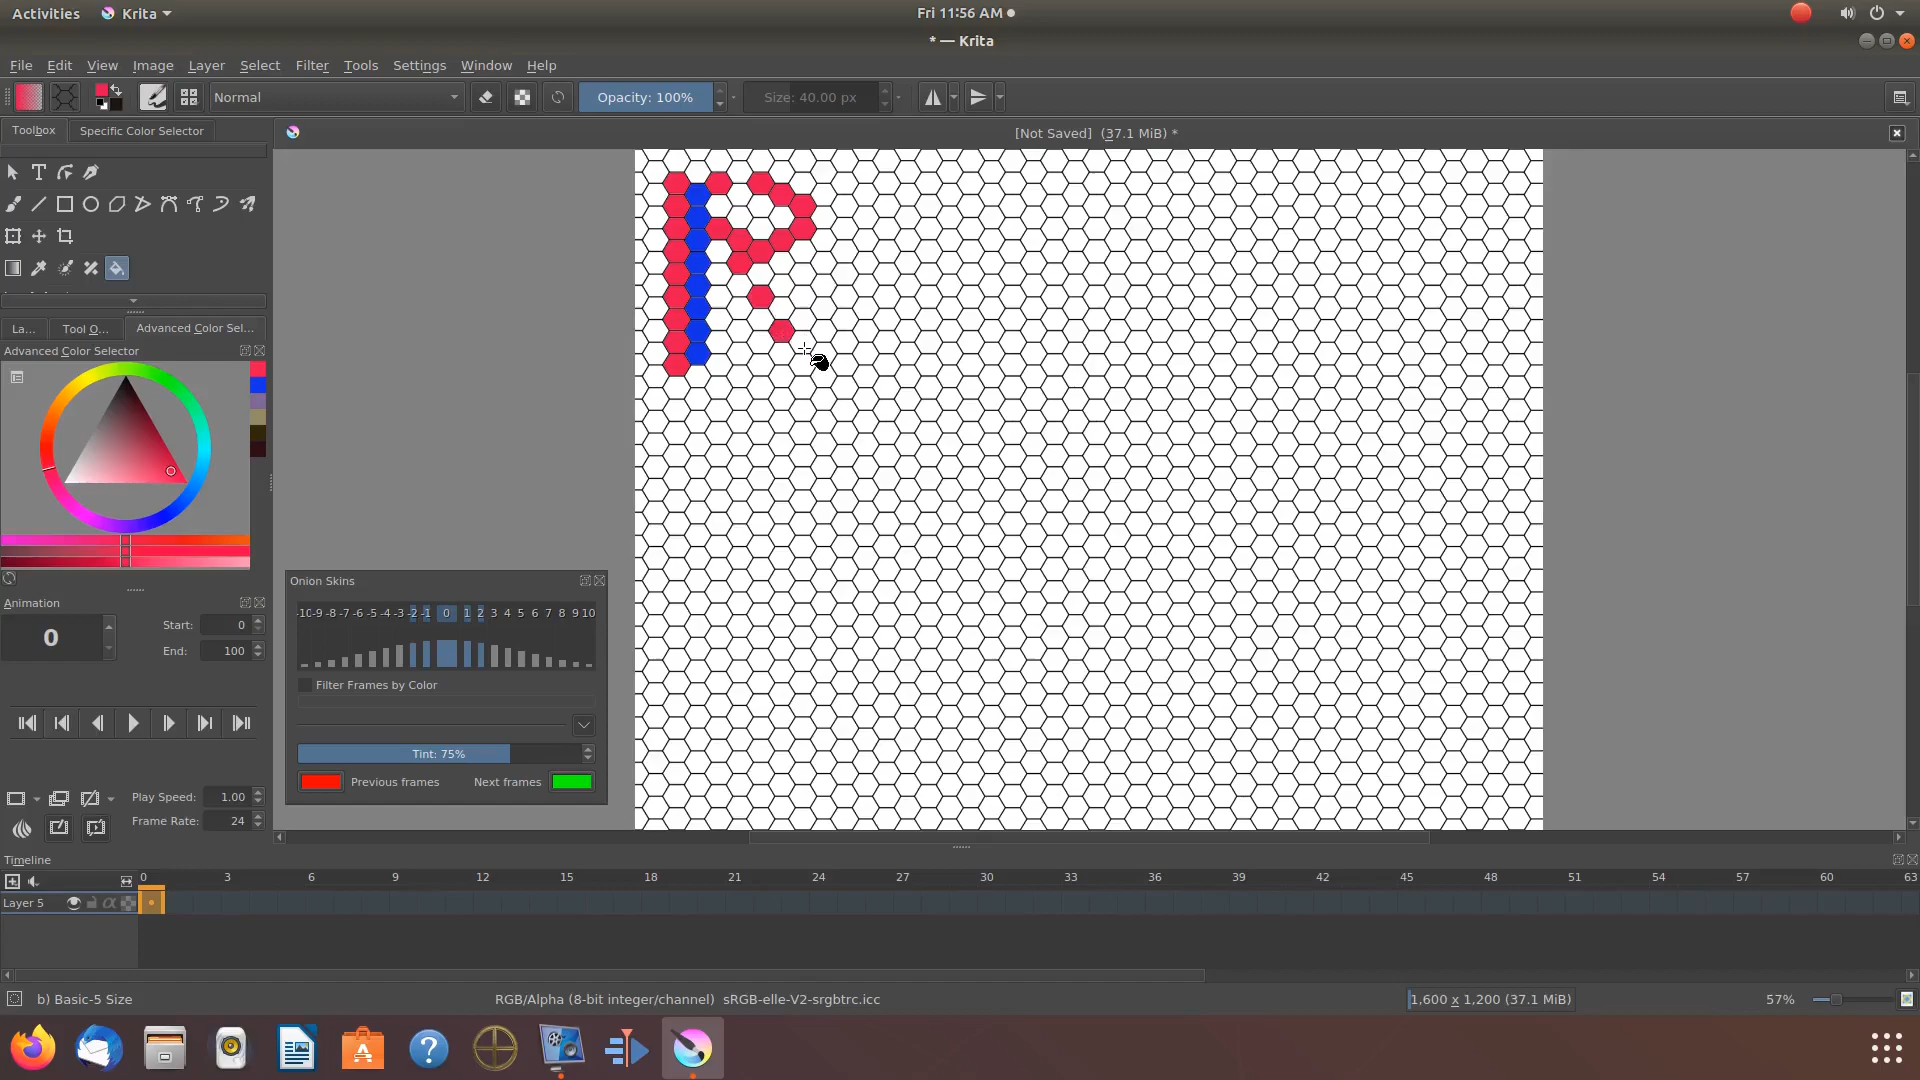 Activities Krita Fri 11:56 AM
* — Krita
File Edit View Image Layer Select Filter Tools Settings Window Help
Normal Opacity: 100% Size: 40.00 px
Toolbox Specific Color Selector [Not Saved] (37.1 MiB) *
La... Tool O... Advanced Color Sel...
Advanced Color Selector
Onion Skins
-10 -9 -8 -7 -6 -5 -4 -3 -2 -1 0 1 2 3 4 5 6 7 8 9 10
Filter Frames by Color
Tint: 75%
Previous frames Next frames
Animation
0 Start: 0
End: 100
Play Speed: 1.00
Frame Rate: 24
Timeline
0 3 6 9 12 15 18 21 24 27 30 33 36 39 42 45 48 51 54 57 60 63
Layer 5
b) Basic-5 Size RGB/Alpha (8-bit integer/channel) sRGB-elle-V2-srgbtrc.icc 1,600 x 1,200 (37.1 MiB) 57%